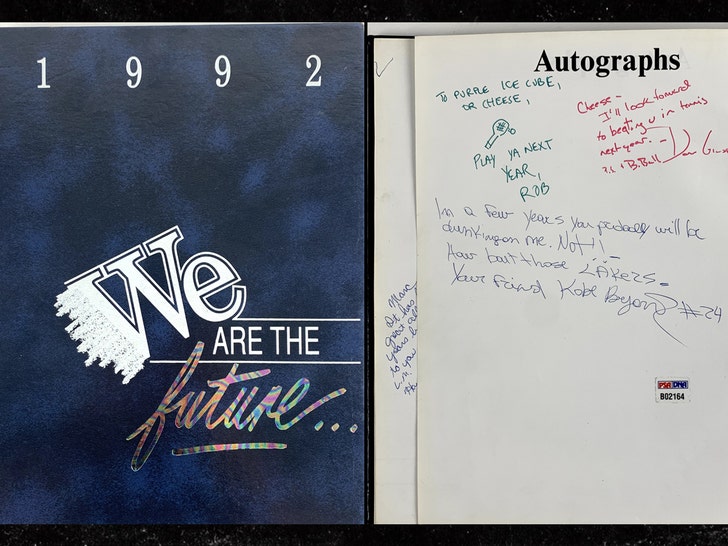 1 9 9 2
We
ARE THE
future...
Autographs
TO PURPLE ICE CUBE,
OR CHEESE,
PLAY YA NEXT
YEAR,
ROB
Cheese -
I'll look forward
to beating u in tennis
next year. -
+ B.Ball
In a few years you probably will be
dunking on me. Not!!
How bout those LAKERS-
Your Friend Kobe Bryant #24
PSA DNA
B02164